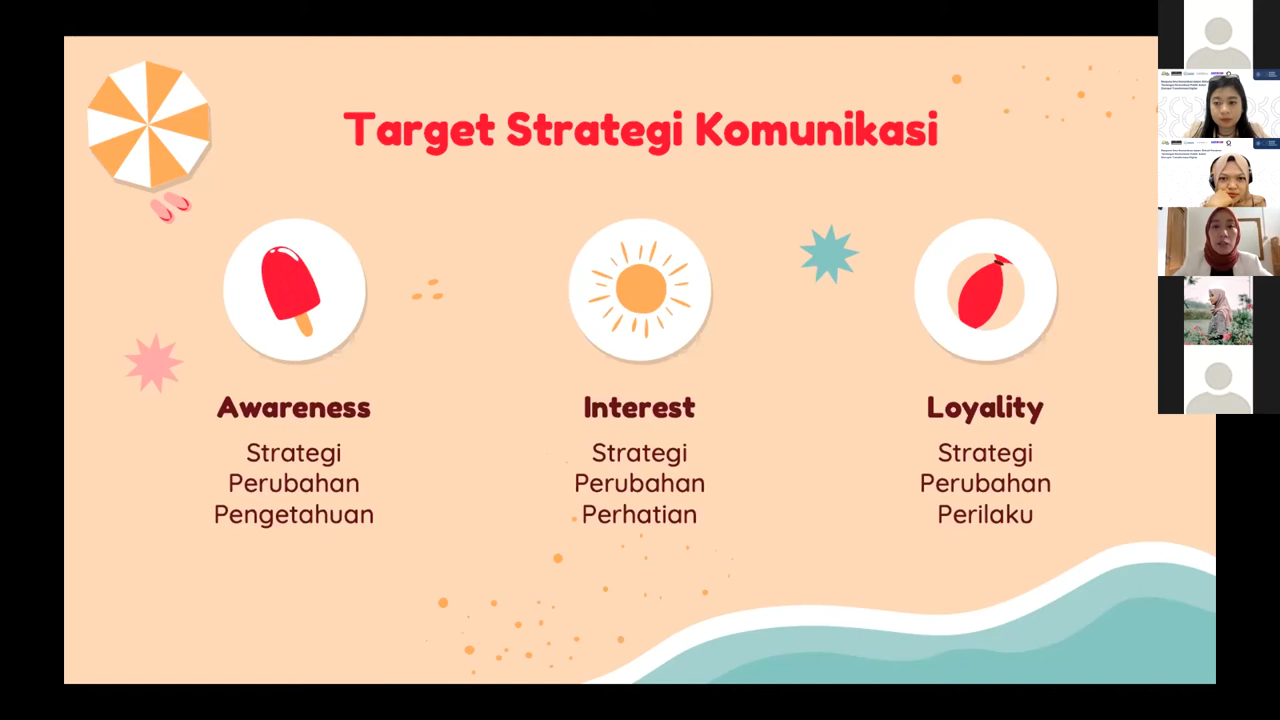 Target Strategi Komunikasi
Awareness
Strategi
Perubahan
Pengetahuan
Interest
Strategi
Perubahan
Perhatian
Loyality
Strategi
Perubahan
Perilaku